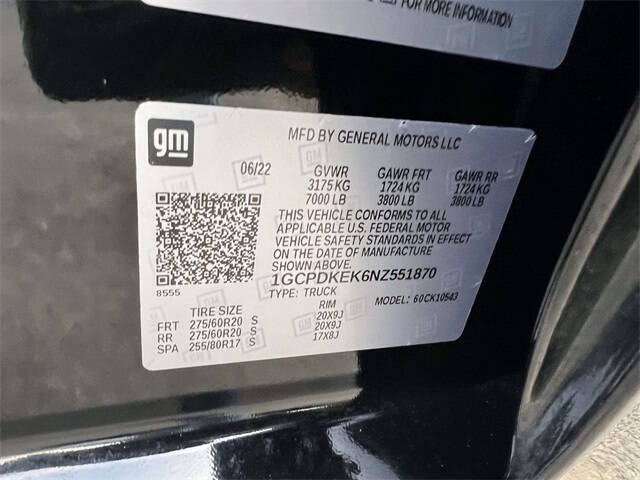 FOR MORE INFORMATION
gm
MFD BY GENERAL MOTORS LLC
06/22 GVWR GAWR FRT GAWR RR
3175 KG 1724 KG 1724 KG
7000 LB 3800 LB 3800 LB
THIS VEHICLE CONFORMS TO ALL
APPLICABLE U.S. FEDERAL MOTOR
VEHICLE SAFETY STANDARDS IN EFFECT
ON THE DATE OF MANUFACTURE
SHOWN ABOVE.
8555
1GCPDKEK6NZ551870
TYPE: TRUCK MODEL: 60CK10543
TIRE SIZE RIM
FRT 275/60R20 S 20X9J
RR 275/60R20 S 20X9J
SPA 255/80R17 S 17X8J